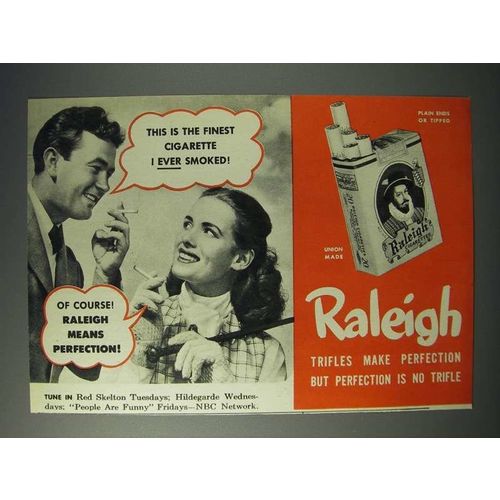 THIS IS THE FINEST
CIGARETTE
I EVER SMOKED!
OF COURSE!
RALEIGH
MEANS
PERFECTION!
TUNE IN Red Skelton Tuesdays; Hildegarde Wednes-
days; "People Are Funny" Fridays—NBC Network.
PLAIN ENDS
OR TIPPED
UNION
MADE
Raleigh
CIGARETTES
Raleigh
TRIFLES MAKE PERFECTION
BUT PERFECTION IS NO TRIFLE